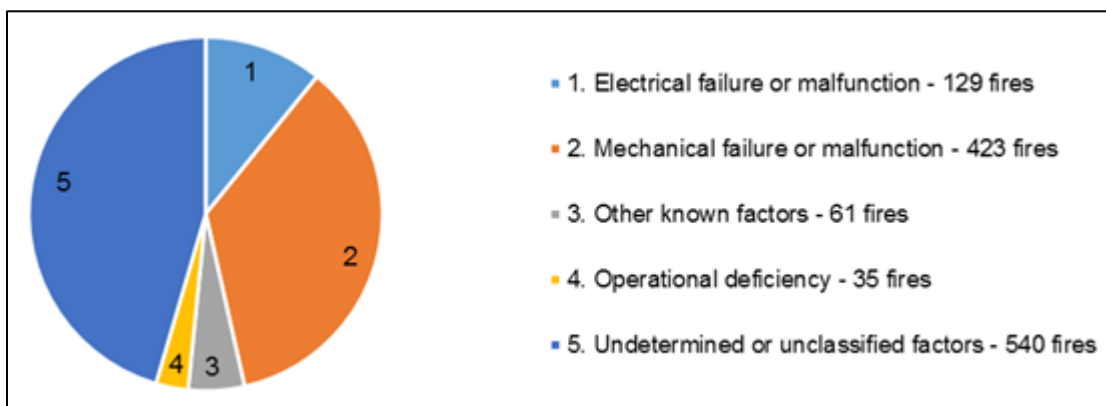 1
2
3
4
5
1. Electrical failure or malfunction - 129 fires
2. Mechanical failure or malfunction - 423 fires
3. Other known factors - 61 fires
4. Operational deficiency - 35 fires
5. Undetermined or unclassified factors - 540 fires